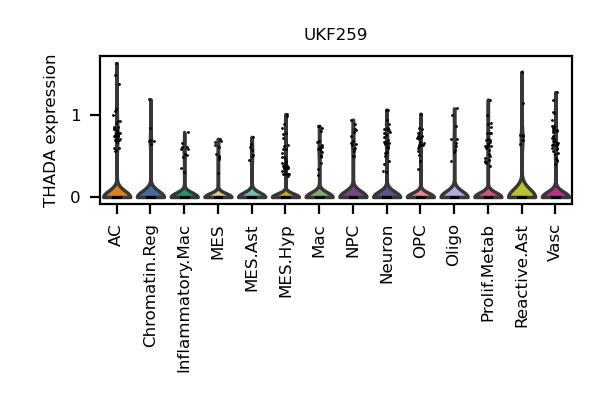 UKF259
THADA expression
1
0
AC
Chromatin.Reg
Inflammatory.Mac
MES
MES.Ast
MES.Hyp
Mac
NPC
Neuron
OPC
Oligo
Prolif.Metab
Reactive.Ast
Vasc